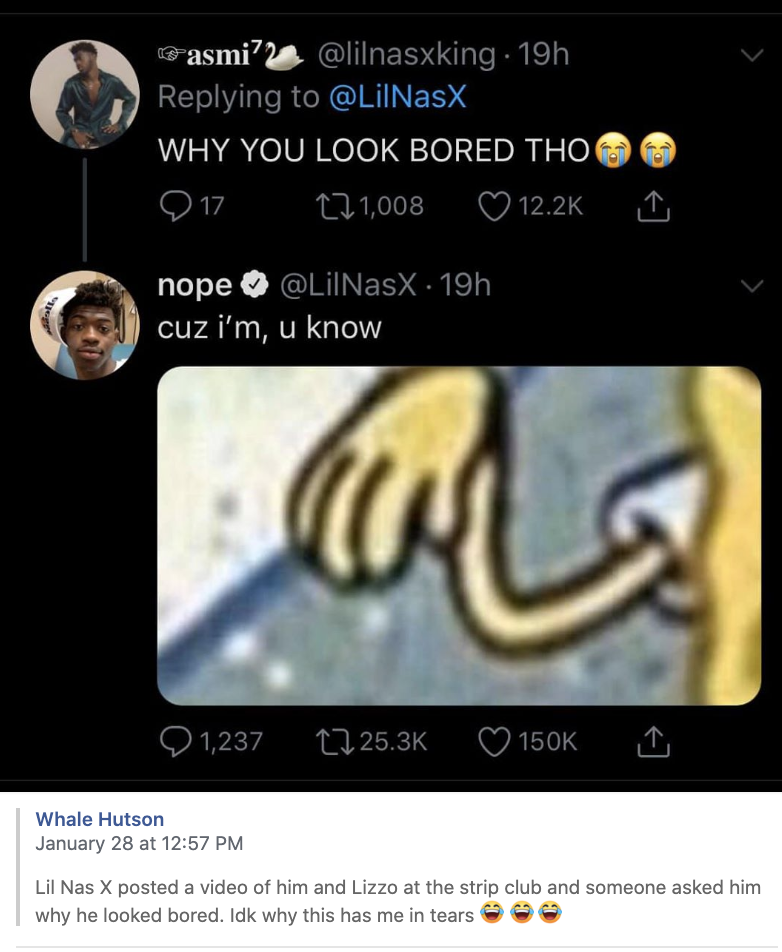 ☞asmi⁷🦢 @lilnasxking · 19h
Replying to @LilNasX
WHY YOU LOOK BORED THO😭😭
17 1,008 12.2K
nope @LilNasX · 19h
cuz i'm, u know
1,237 25.3K 150K
Whale Hutson
January 28 at 12:57 PM
Lil Nas X posted a video of him and Lizzo at the strip club and someone asked him
why he looked bored. Idk why this has me in tears 😂😂😂